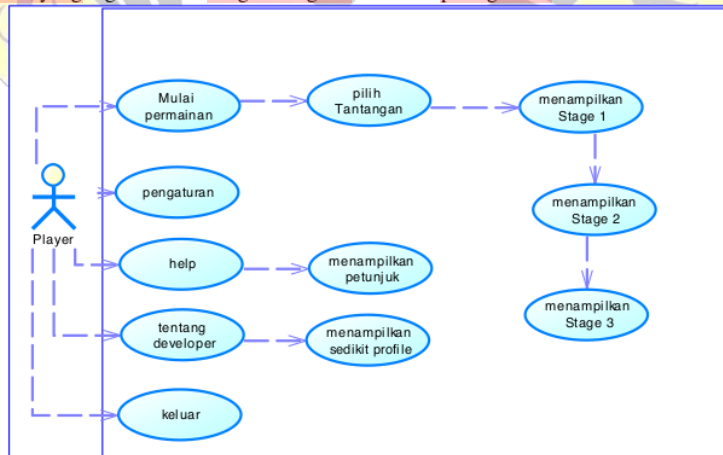 Mulai
permainan
pilih
Tantangan
menampilkan
Stage 1
pengaturan
menampilkan
Stage 2
Player
help
menampilkan
petunjuk
menampilkan
Stage 3
tentang
developer
menampilkan
sedikit profile
keluar